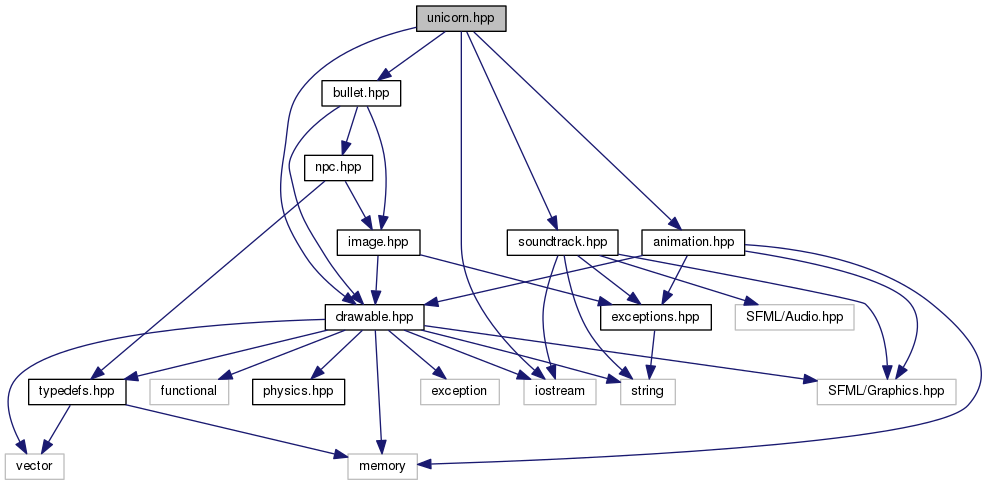 unicorn.hpp
bullet.hpp
npc.hpp
image.hpp
soundtrack.hpp
animation.hpp
drawable.hpp
exceptions.hpp
SFML/Audio.hpp
typedefs.hpp
functional
physics.hpp
exception
iostream
string
SFML/Graphics.hpp
vector
memory